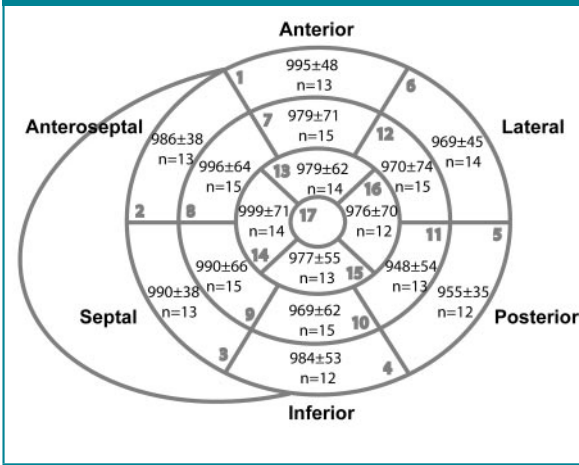 Anterior
995±48
n=13
1
6
979±71
n=15
7
12
Anteroseptal
986±38
n=13
Lateral
969±45
n=14
996±64
n=15
13
979±62
n=14
16
970±74
n=15
2
8
999±71
n=14
17
976±70
n=12
11
5
14
977±55
n=13
15
990±38
n=13
990±66
n=15
948±54
n=13
955±35
n=12
Septal
Posterior
9
969±62
n=15
10
3
984±53
n=12
4
Inferior